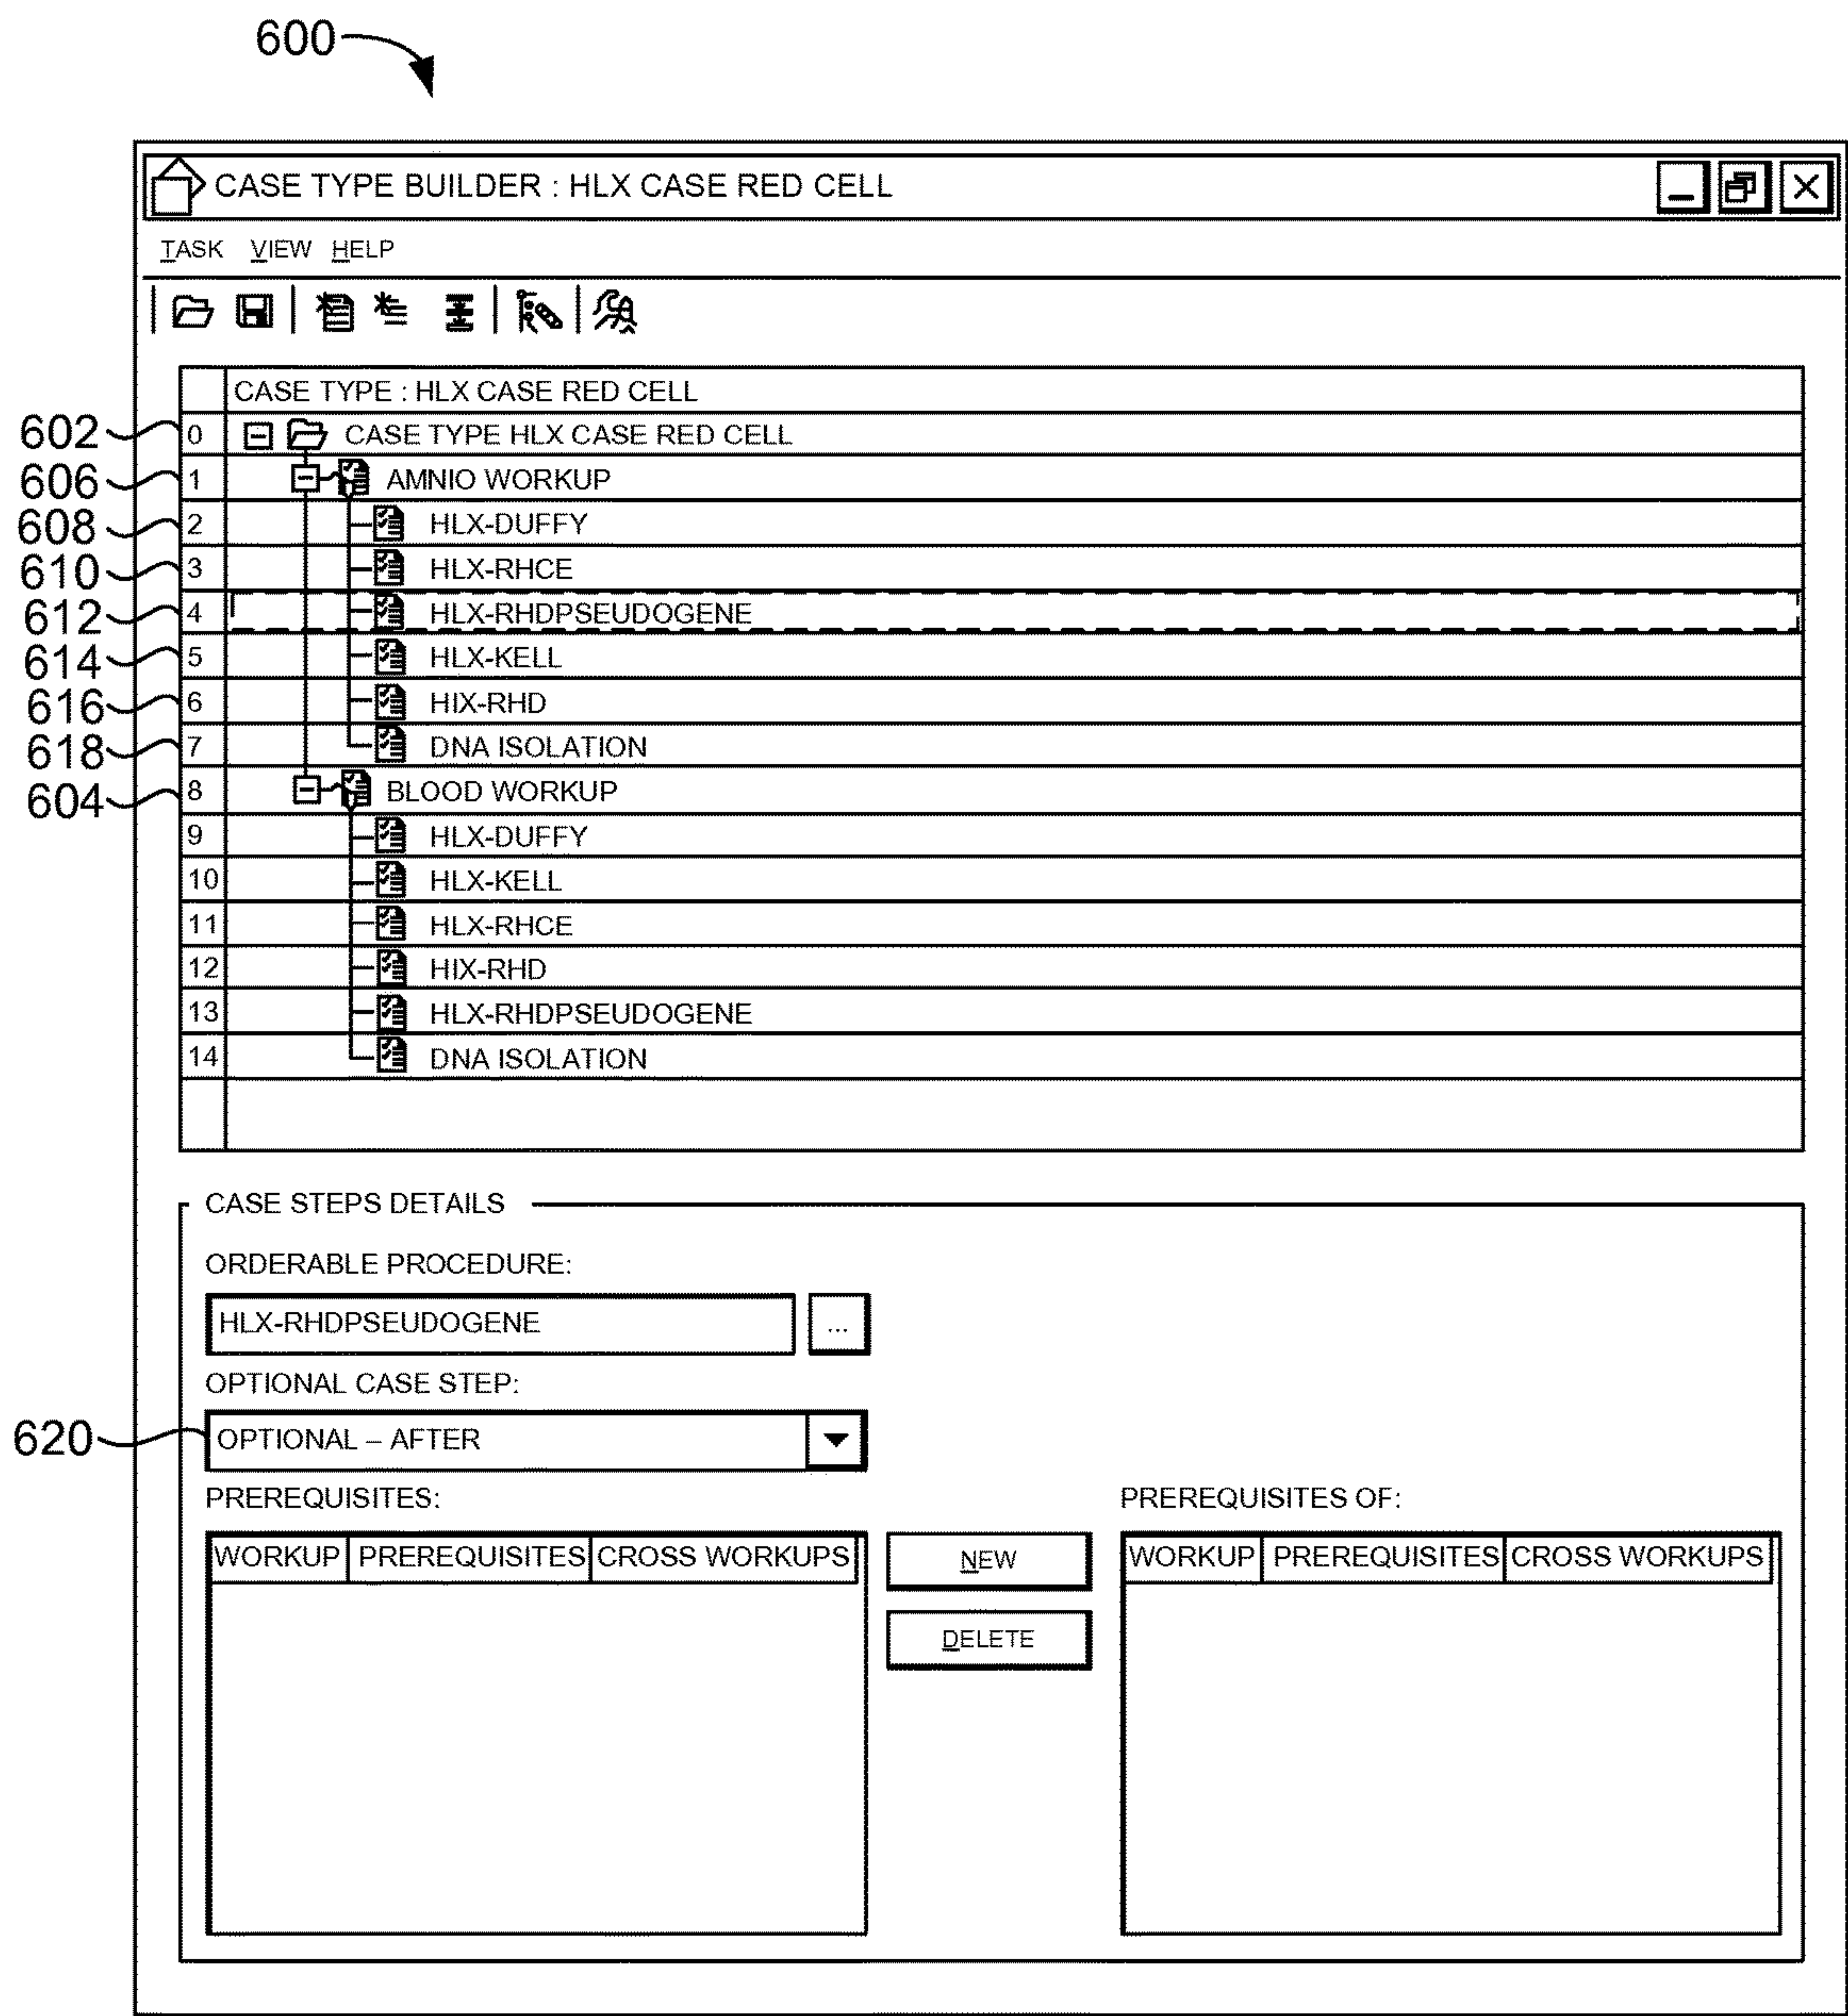 600
CASE TYPE BUILDER : HLX CASE RED CELL
TASK VIEW HELP
CASE TYPE : HLX CASE RED CELL
602 0 CASE TYPE HLX CASE RED CELL
606 1 AMNIO WORKUP
608 2 HLX-DUFFY
610 3 HLX-RHCE
612 4 HLX-RHDPSEUDOGENE
614 5 HLX-KELL
616 6 HIX-RHD
618 7 DNA ISOLATION
604 8 BLOOD WORKUP
9 HLX-DUFFY
10 HLX-KELL
11 HLX-RHCE
12 HIX-RHD
13 HLX-RHDPSEUDOGENE
14 DNA ISOLATION
CASE STEPS DETAILS
ORDERABLE PROCEDURE:
HLX-RHDPSEUDOGENE ...
OPTIONAL CASE STEP:
620 OPTIONAL – AFTER
PREREQUISITES: PREREQUISITES OF:
WORKUP PREREQUISITES CROSS WORKUPS NEW WORKUP PREREQUISITES CROSS WORKUPS
DELETE